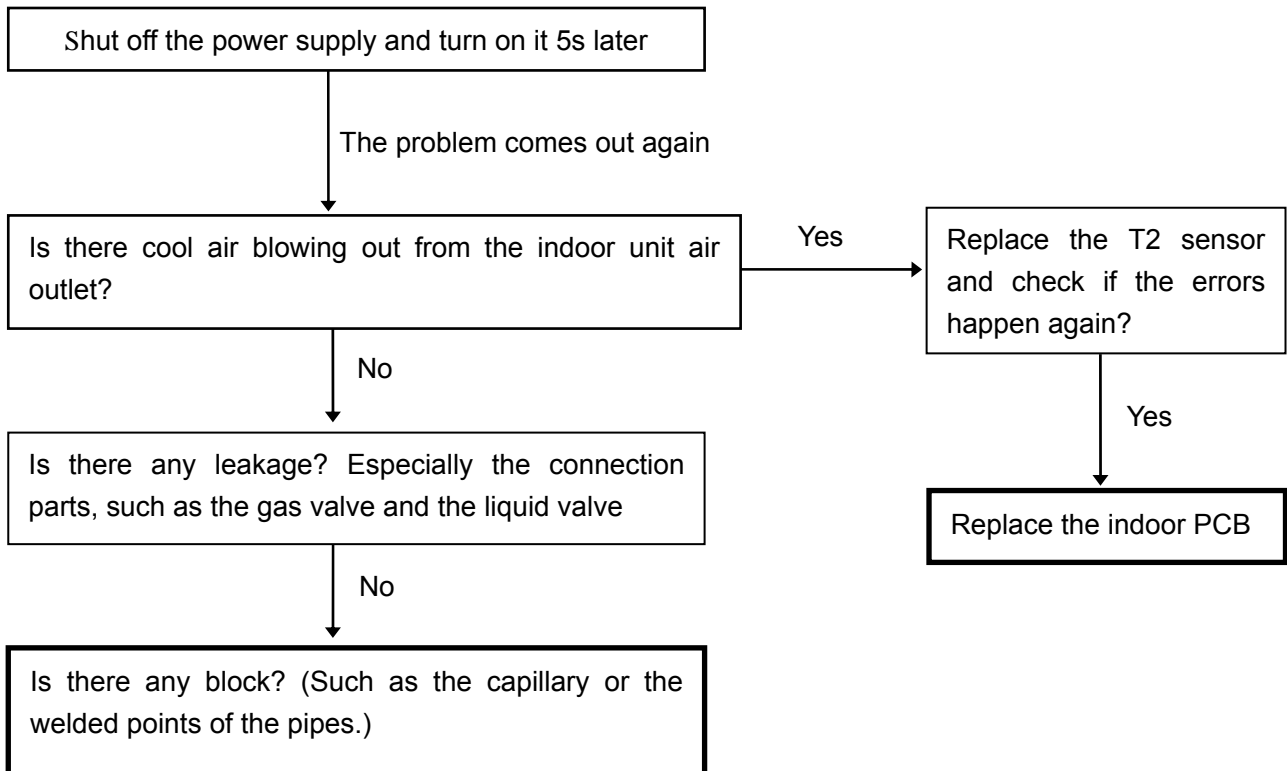 Shut off the power supply and turn on it 5s later
The problem comes out again
Is there cool air blowing out from the indoor unit air
outlet?
Yes
Replace the T2 sensor
and check if the errors
happen again?
No
Yes
Is there any leakage? Especially the connection
parts, such as the gas valve and the liquid valve
Replace the indoor PCB
No
Is there any block? (Such as the capillary or the
welded points of the pipes.)